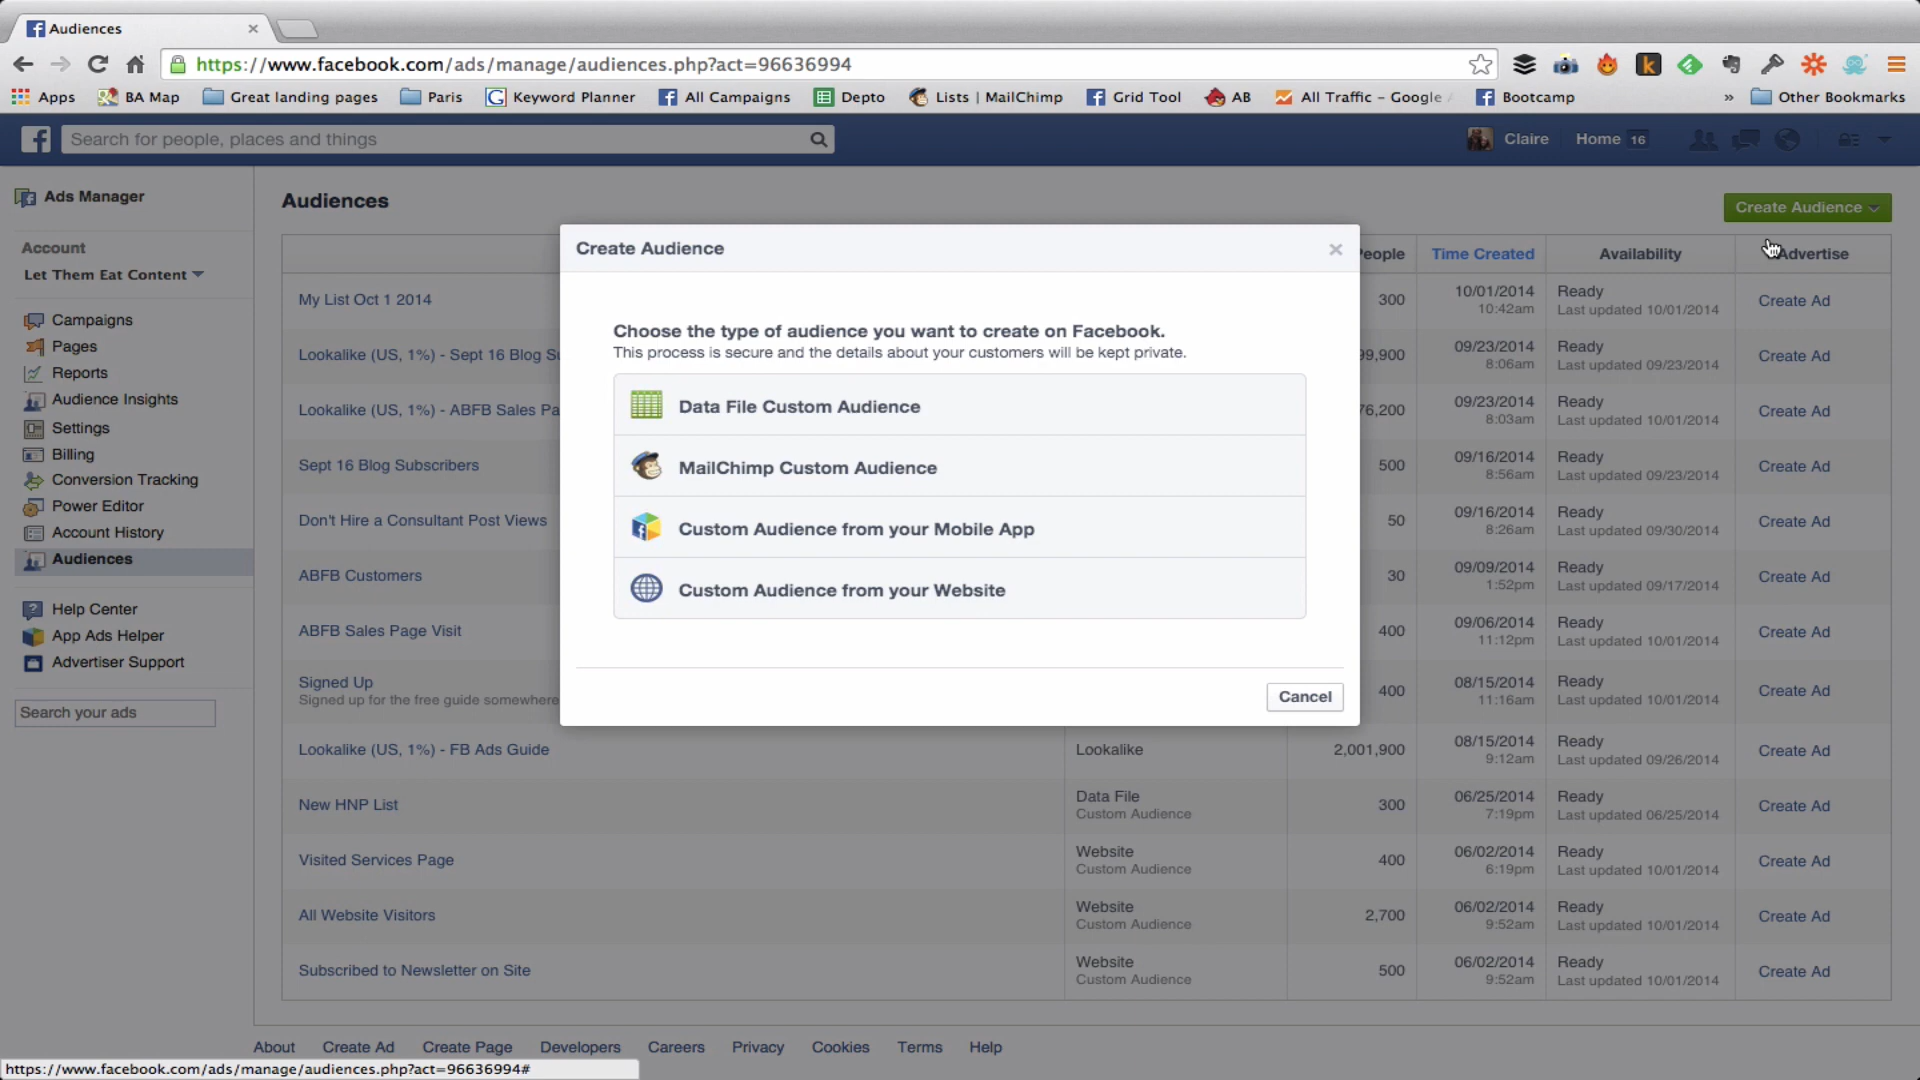 Audiences
https://www.facebook.com/ads/manage/audiences.php?act=96636994
Apps BA Map Great landing pages Paris Keyword Planner All Campaigns Depto Lists | MailChimp Grid Tool AB All Traffic – Google Bootcamp » Other Bookmarks
Search for people, places and things
Claire Home 16
Ads Manager
Account
Let Them Eat Content
Campaigns
Pages
Reports
Audience Insights
Settings
Billing
Conversion Tracking
Power Editor
Account History
Audiences
Help Center
App Ads Helper
Advertiser Support
Search your ads
Audiences
Create Audience
People Time Created Availability Advertise
My List Oct 1 2014 300 10/01/2014 Ready Create Ad
10:42am Last updated 10/01/2014
Lookalike (US, 1%) - Sept 16 Blog 09/23/2014 Ready Create Ad
8:06am Last updated 09/23/2014
Lookalike (US, 1%) - ABFB Sales 09/23/2014 Ready Create Ad
8:03am Last updated 10/01/2014
Sept 16 Blog Subscribers 500 09/16/2014 Ready Create Ad
8:56am Last updated 09/23/2014
Don't Hire a Consultant Post Views 50 09/16/2014 Ready Create Ad
8:26am Last updated 09/30/2014
ABFB Customers 30 09/09/2014 Ready Create Ad
1:52pm Last updated 09/17/2014
ABFB Sales Page Visit 400 09/06/2014 Ready Create Ad
11:12pm Last updated 10/01/2014
Signed Up 400 08/15/2014 Ready Create Ad
Signed up for the free guide somewhere 11:16am Last updated 10/01/2014
Lookalike (US, 1%) - FB Ads Guide Lookalike 2,001,900 08/15/2014 Ready Create Ad
9:12am Last updated 09/26/2014
New HNP List Data File 300 06/25/2014 Ready Create Ad
Custom Audience 7:19pm Last updated 06/25/2014
Visited Services Page Website 400 06/02/2014 Ready Create Ad
Custom Audience 6:19pm Last updated 10/01/2014
All Website Visitors Website 2,700 06/02/2014 Ready Create Ad
Custom Audience 9:52am Last updated 10/01/2014
Subscribed to Newsletter on Site Website 500 06/02/2014 Ready Create Ad
Custom Audience 9:52am Last updated 10/01/2014
Create Audience
Choose the type of audience you want to create on Facebook.
This process is secure and the details about your customers will be kept private.
Data File Custom Audience
MailChimp Custom Audience
Custom Audience from your Mobile App
Custom Audience from your Website
Cancel
About Create Ad Create Page Developers Careers Privacy Cookies Terms Help
https://www.facebook.com/ads/manage/audiences.php?act=96636994#